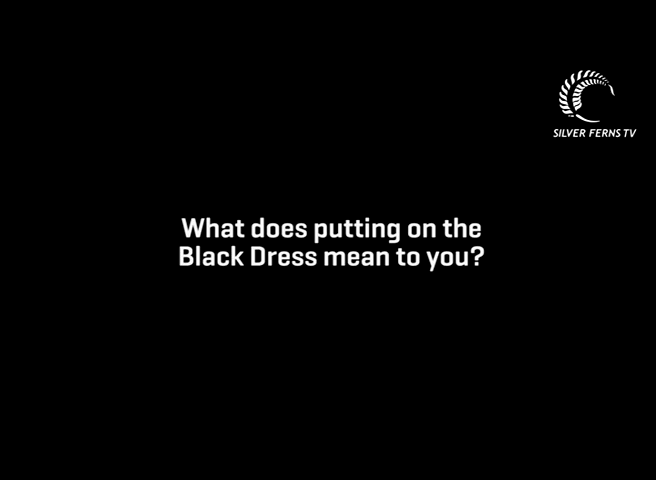 SILVER FERNS TV
What does putting on the
Black Dress mean to you?